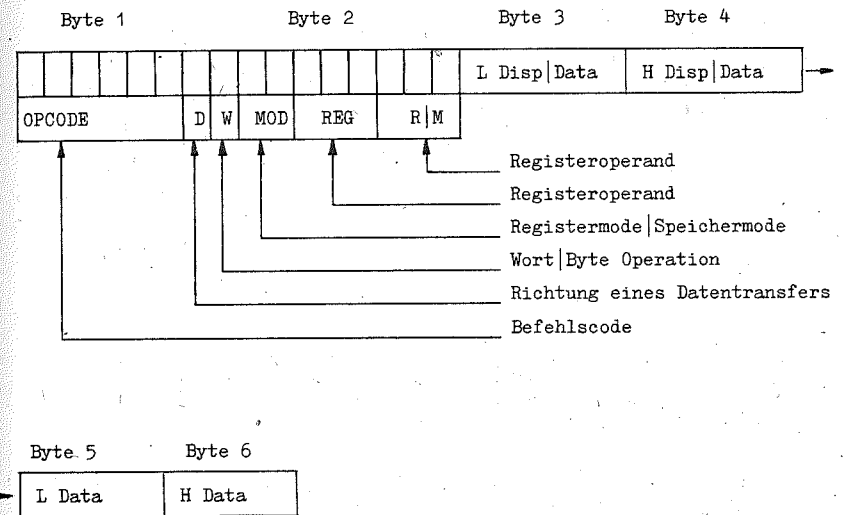 Byte 1 Byte 2 Byte 3 Byte 4
L Disp|Data H Disp|Data
OPCODE D W MOD REG R|M
Registeroperand
Registeroperand
Registermode|Speichermode
Wort|Byte Operation
Richtung eines Datentransfers
Befehlscode
Byte 5 Byte 6
L Data H Data